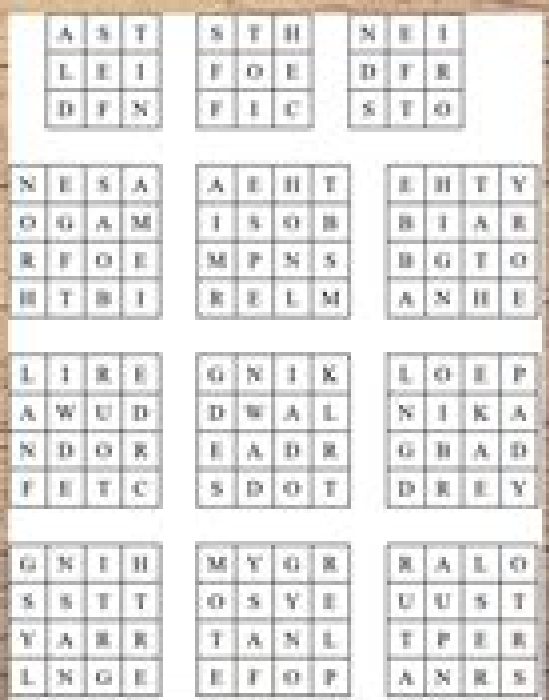 A S T
L E I
D F N
S T H
F O E
F I C
N E I
D F R
S T O
N E S A
O G A M
R F O E
H T B I
A E H T
I S O B
M P N S
R E L M
E H T Y
B I A R
B G T O
A N H E
L I R E
A W U D
N D O R
F E T C
G N I K
D W A L
E A D R
S D O T
L O E P
N I K A
G B A D
D R E Y
G N I H
S S T T
Y A R R
L N G E
M Y G R
O S Y E
T A N L
E F O P
R A L O
U U S T
T P E R
A N R S